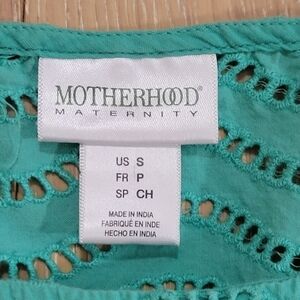 MOTHERHOOD®
MATERNITY
US S
FR P
SP CH
MADE IN INDIA
FABRIQUÉ EN INDE
HECHO EN INDIA